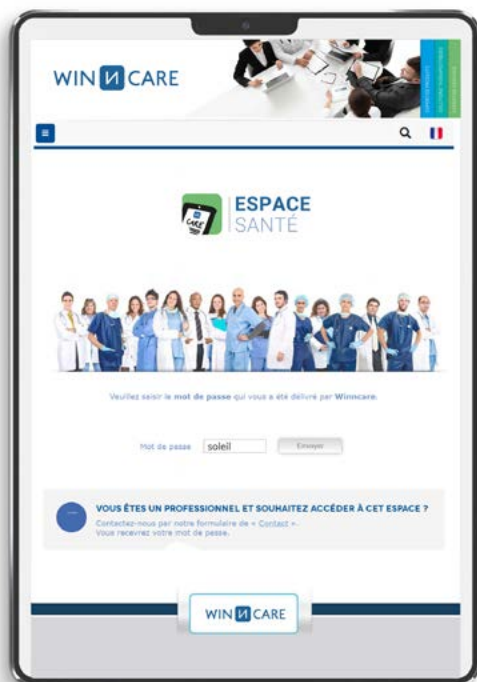 WIN N CARE
ESPACE
SANTÉ
CARE
Veuillez saisir le mot de passe qui vous a été délivré par Winncare.
Mot de passe soleil Envoyer
VOUS ÊTES UN PROFESSIONNEL ET SOUHAITEZ ACCÉDER À CET ESPACE ?
Contactez-nous par notre formulaire de « Contact ».
Vous recevrez votre mot de passe.
WIN N CARE